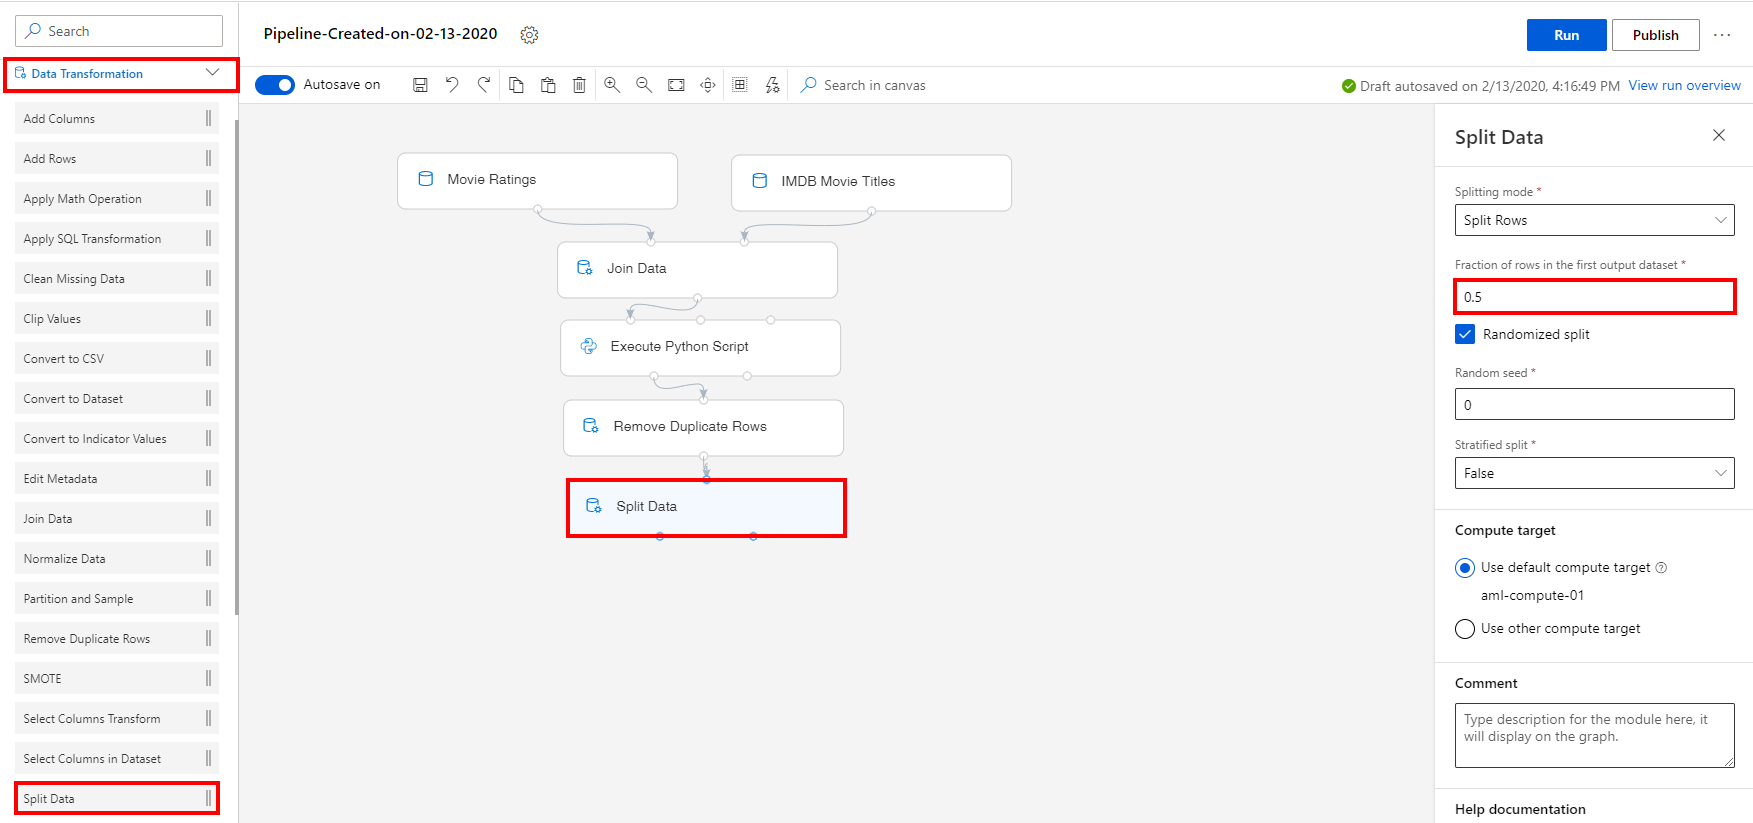 Search
Data Transformation
Add Columns
Add Rows
Apply Math Operation
Apply SQL Transformation
Clean Missing Data
Clip Values
Convert to CSV
Convert to Dataset
Convert to Indicator Values
Edit Metadata
Join Data
Normalize Data
Partition and Sample
Remove Duplicate Rows
SMOTE
Select Columns Transform
Select Columns in Dataset
Split Data
Pipeline-Created-on-02-13-2020
Run
Publish
...
Autosave on
Search in canvas
Draft autosaved on 2/13/2020, 4:16:49 PM
View run overview
Movie Ratings
IMDB Movie Titles
Join Data
Execute Python Script
Remove Duplicate Rows
Split Data
Split Data
Splitting mode *
Split Rows
Fraction of rows in the first output dataset *
0.5
Randomized split
Random seed *
0
Stratified split *
False
Compute target
Use default compute target
aml-compute-01
Use other compute target
Comment
Type description for the module here, it
will display on the graph.
Help documentation